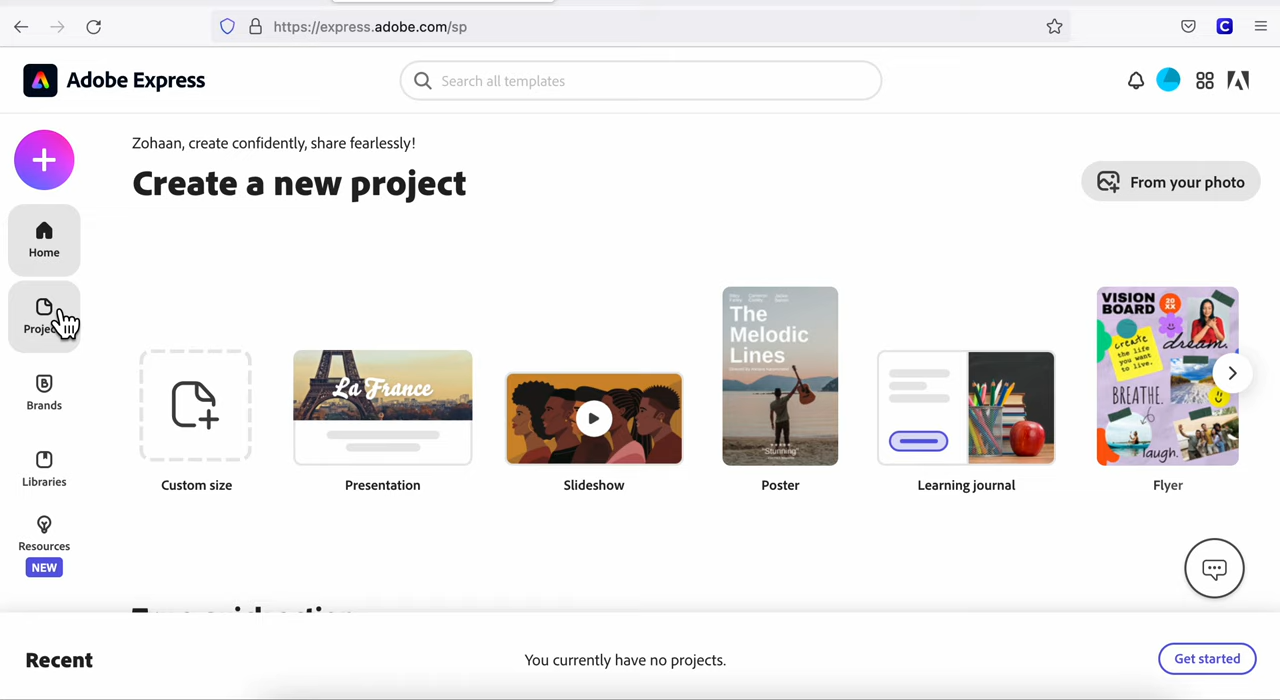 https://express.adobe.com/sp
Adobe Express
Search all templates
Zohaan, create confidently, share fearlessly!
Create a new project
From your photo
Home
Brands
Libraries
Resources
NEW
La France
The
Melodic
Lines
"Stunning"
VISION
BOARD
20
XX
create
the life
you want
to live.
dream.
BREATHE.
laugh.
Custom size
Presentation
Slideshow
Poster
Learning journal
Flyer
Recent
You currently have no projects.
Get started